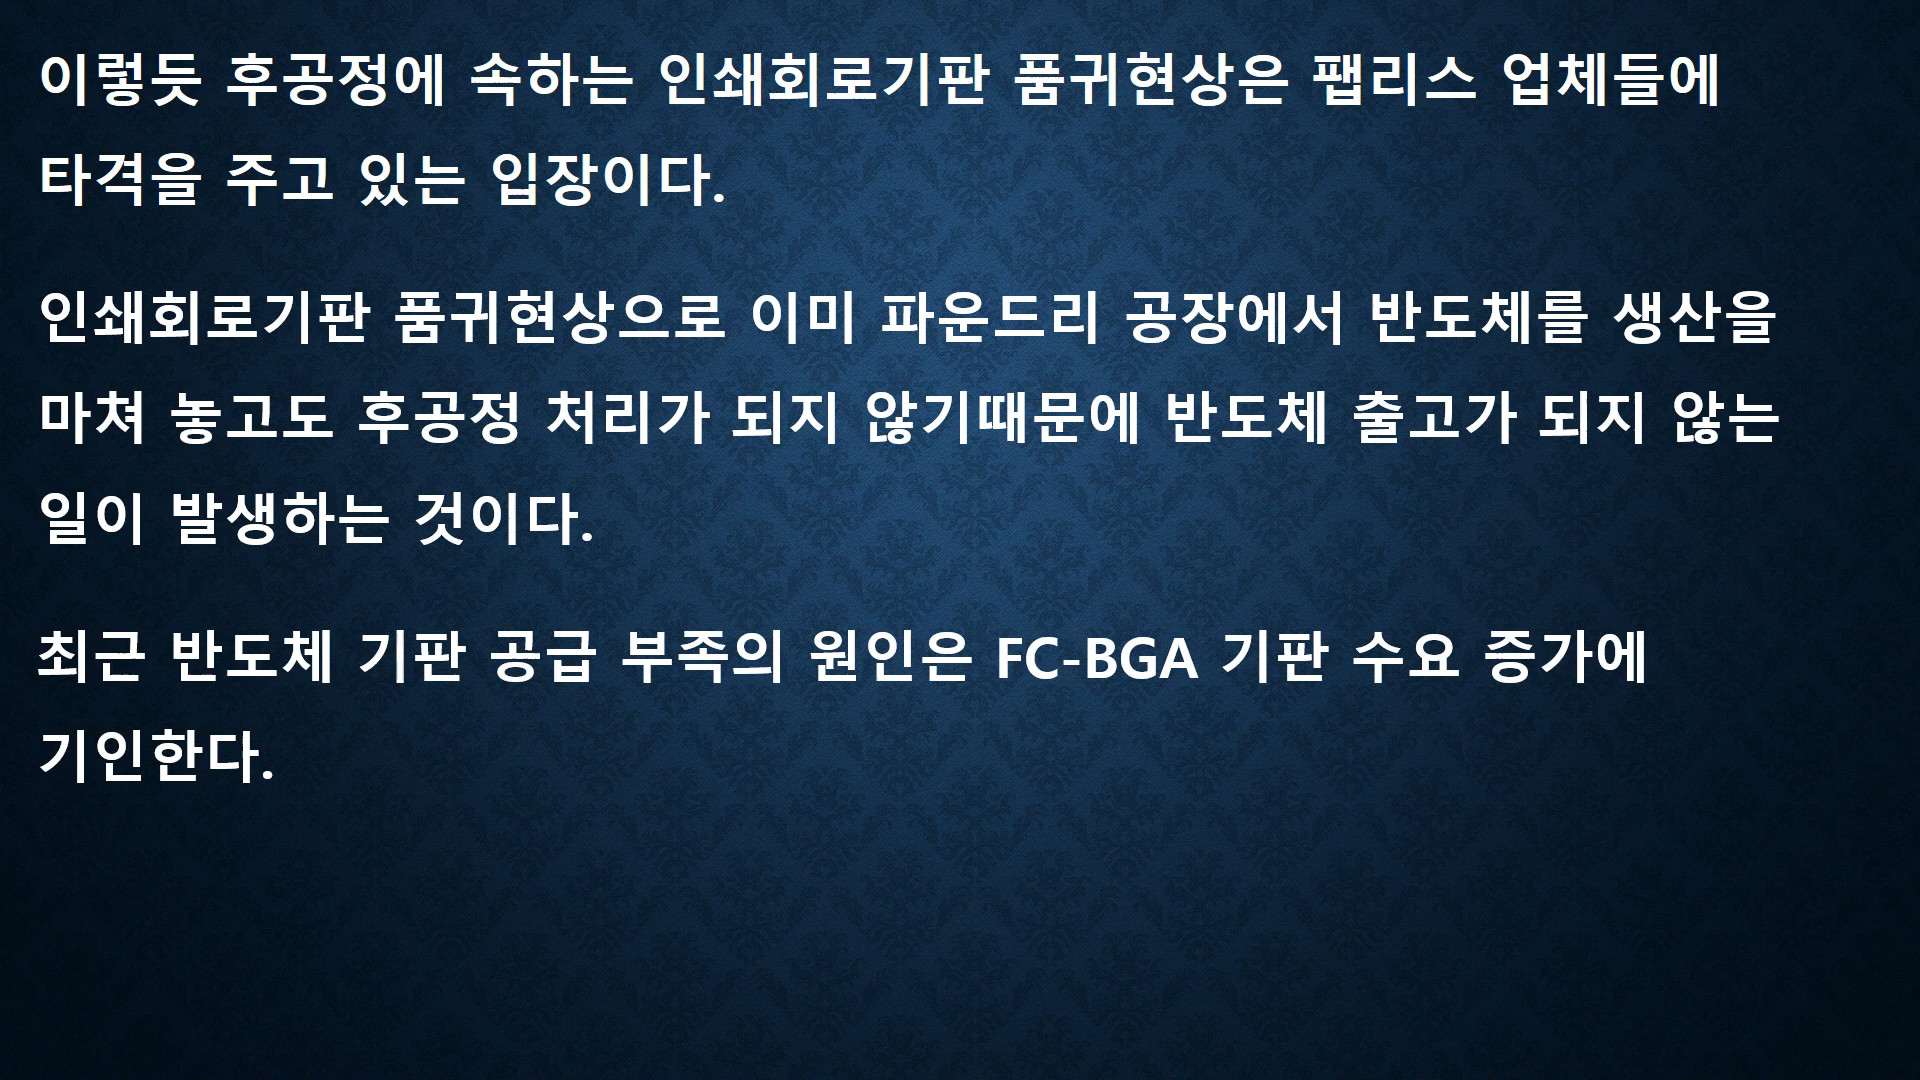 이렇듯 후공정에 속하는 인쇄회로기판 품귀현상은 팹리스 업체들에
타격을 주고 있는 입장이다.
인쇄회로기판 품귀현상으로 이미 파운드리 공장에서 반도체를 생산을
마쳐 놓고도 후공정 처리가 되지 않기때문에 반도체 출고가 되지 않는
일이 발생하는 것이다.
최근 반도체 기판 공급 부족의 원인은 FC-BGA 기판 수요 증가에
기인한다.